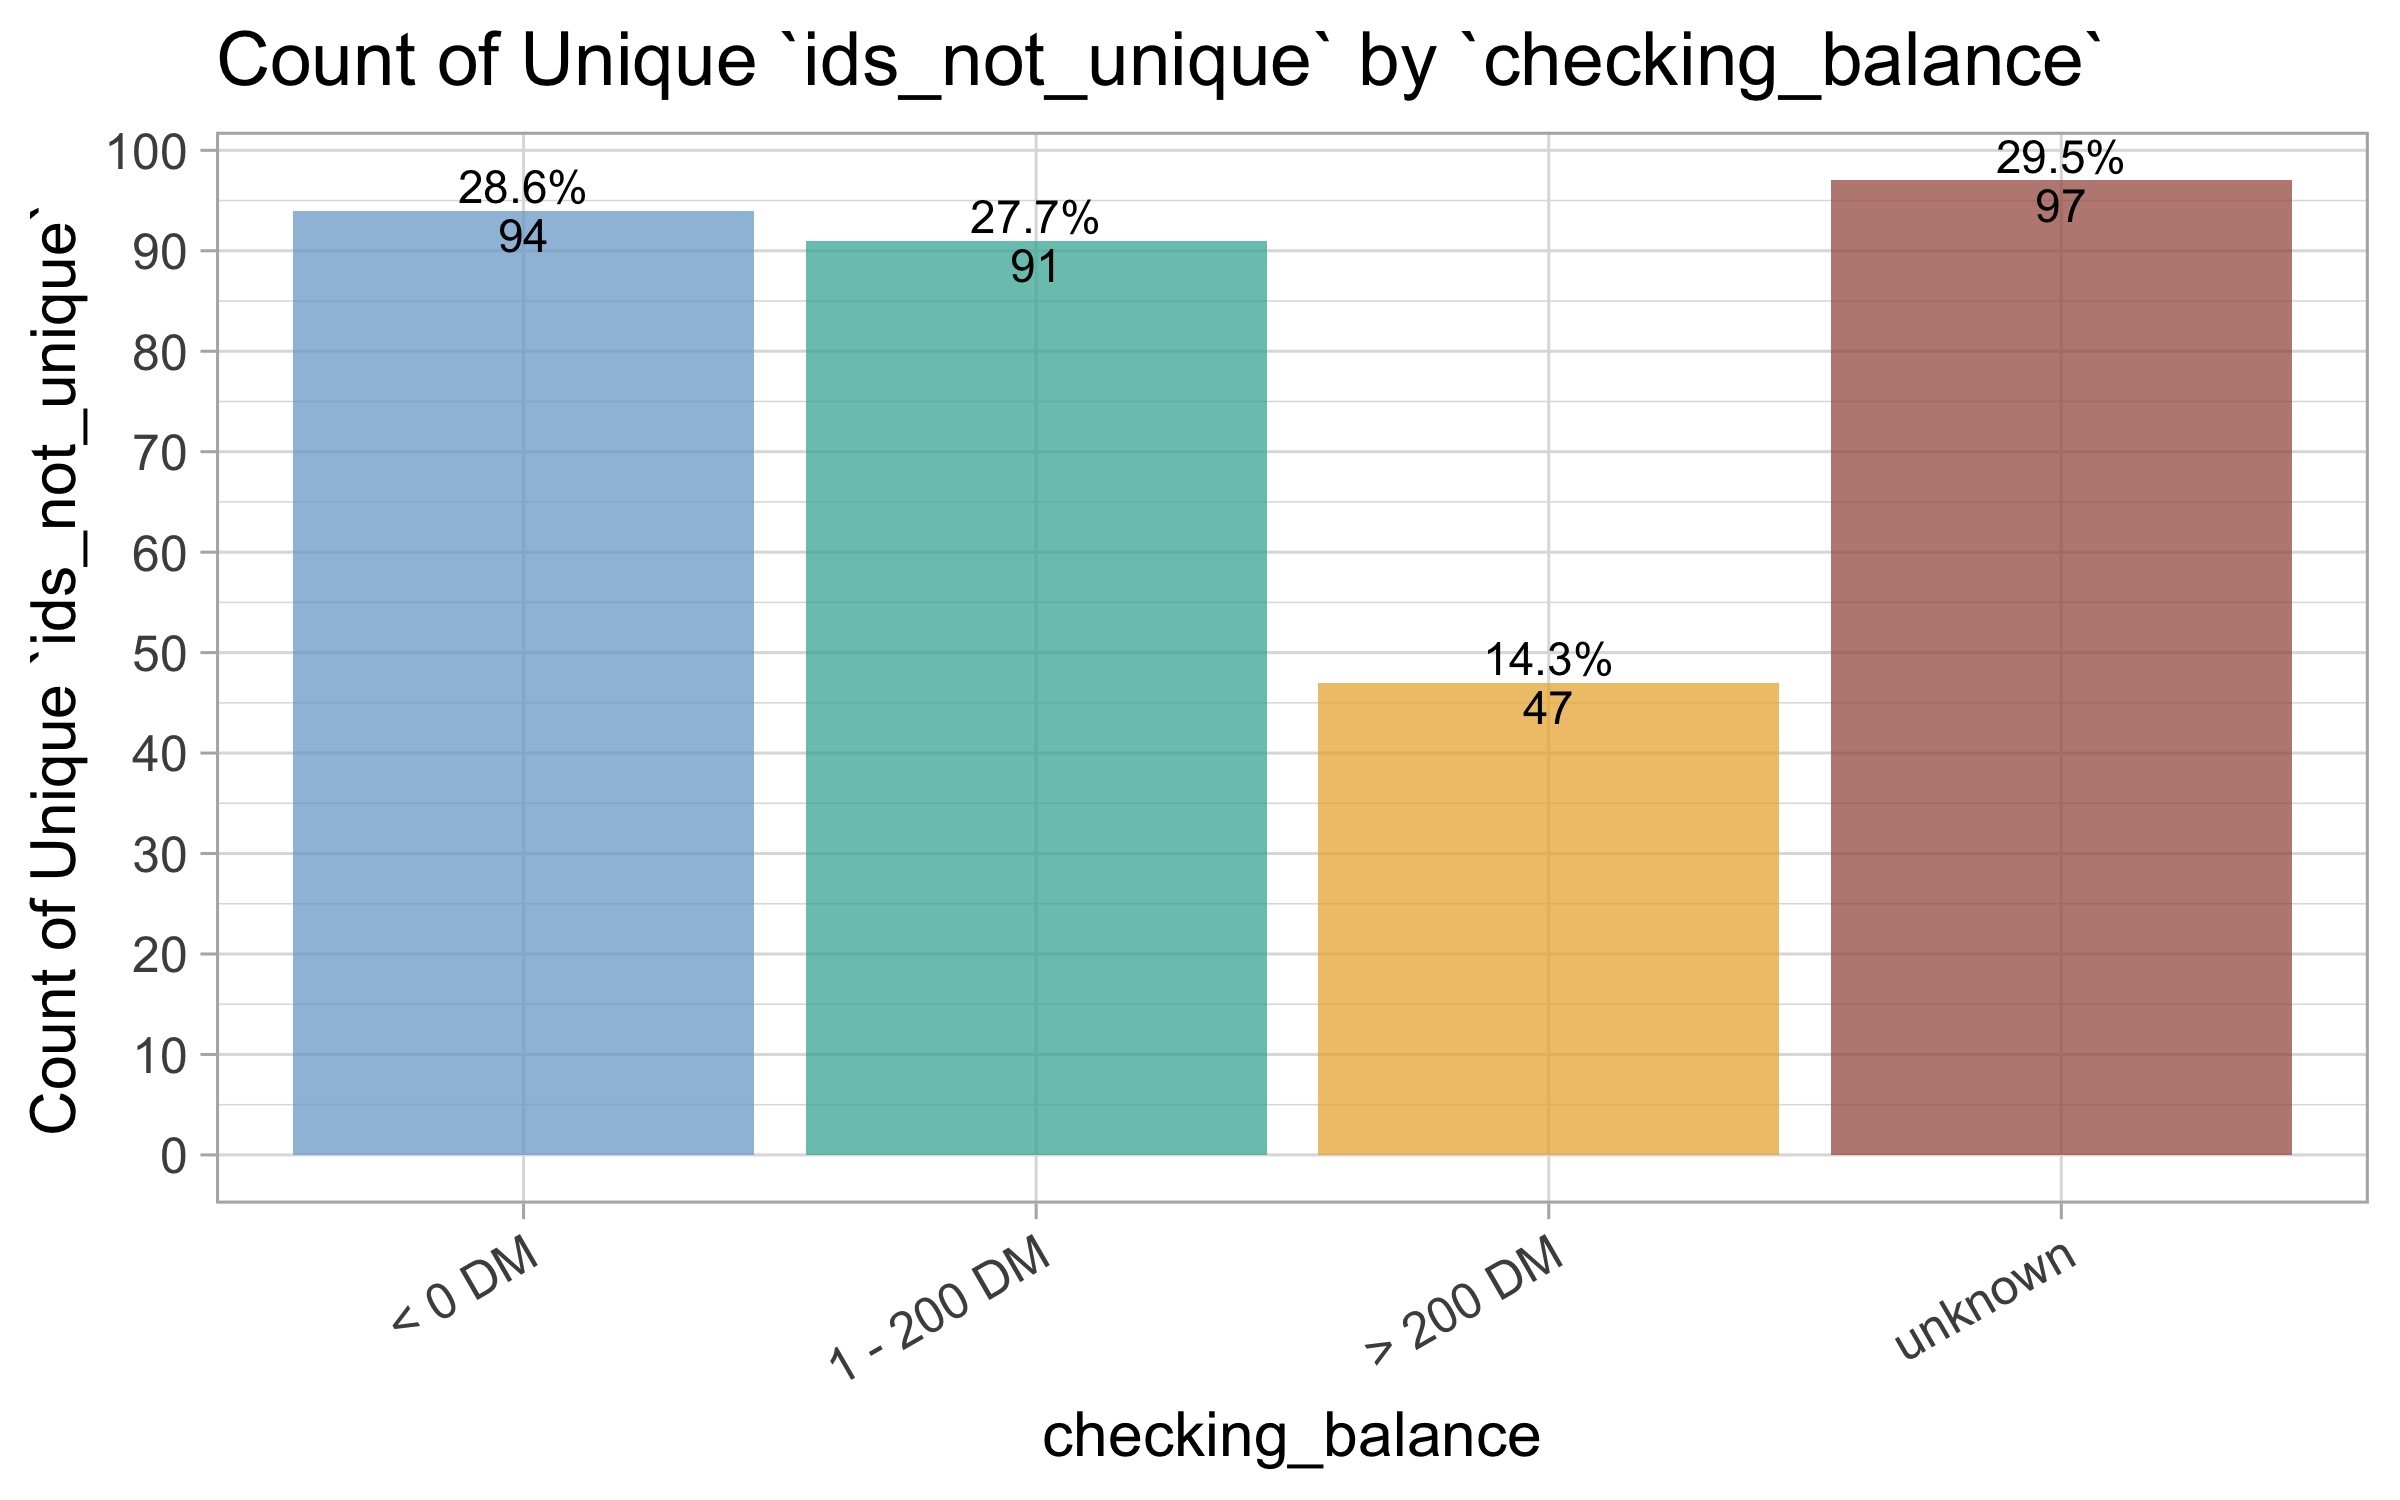 Count of Unique `ids_not_unique` by `checking_balance`
Count of Unique `ids_not_unique`
100
90
80
70
60
50
40
30
20
10
0
28.6%
94
27.7%
91
14.3%
47
29.5%
97
< 0 DM
1 - 200 DM
> 200 DM
unknown
checking_balance